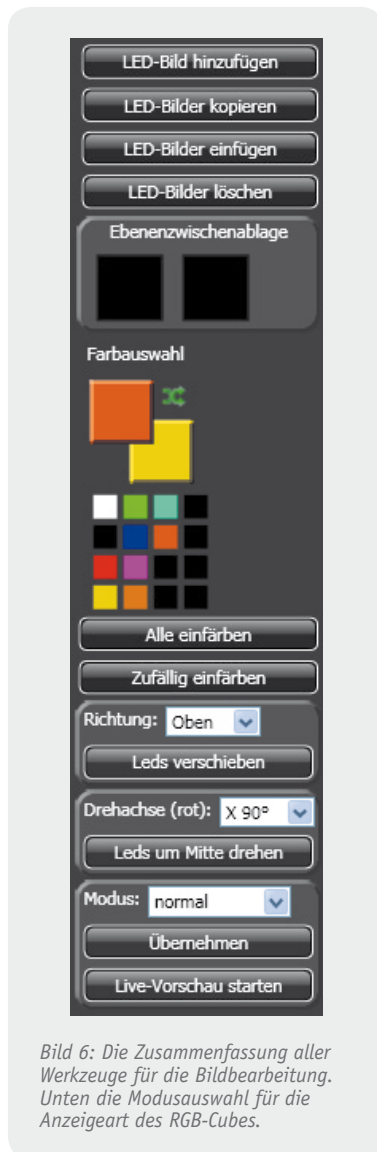 LED-Bild hinzufügen
LED-Bilder kopieren
LED-Bilder einfügen
LED-Bilder löschen
Ebenenzwischenablage
Farbauswahl
Alle einfärben
Zufällig einfärben
Richtung: Oben
Leds verschieben
Drehachse (rot): X 90°
Leds um Mitte drehen
Modus: normal
Übernehmen
Live-Vorschau starten
Bild 6: Die Zusammenfassung aller
Werkzeuge für die Bildbearbeitung.
Unten die Modusauswahl für die
Anzeigeart des RGB-Cubes.